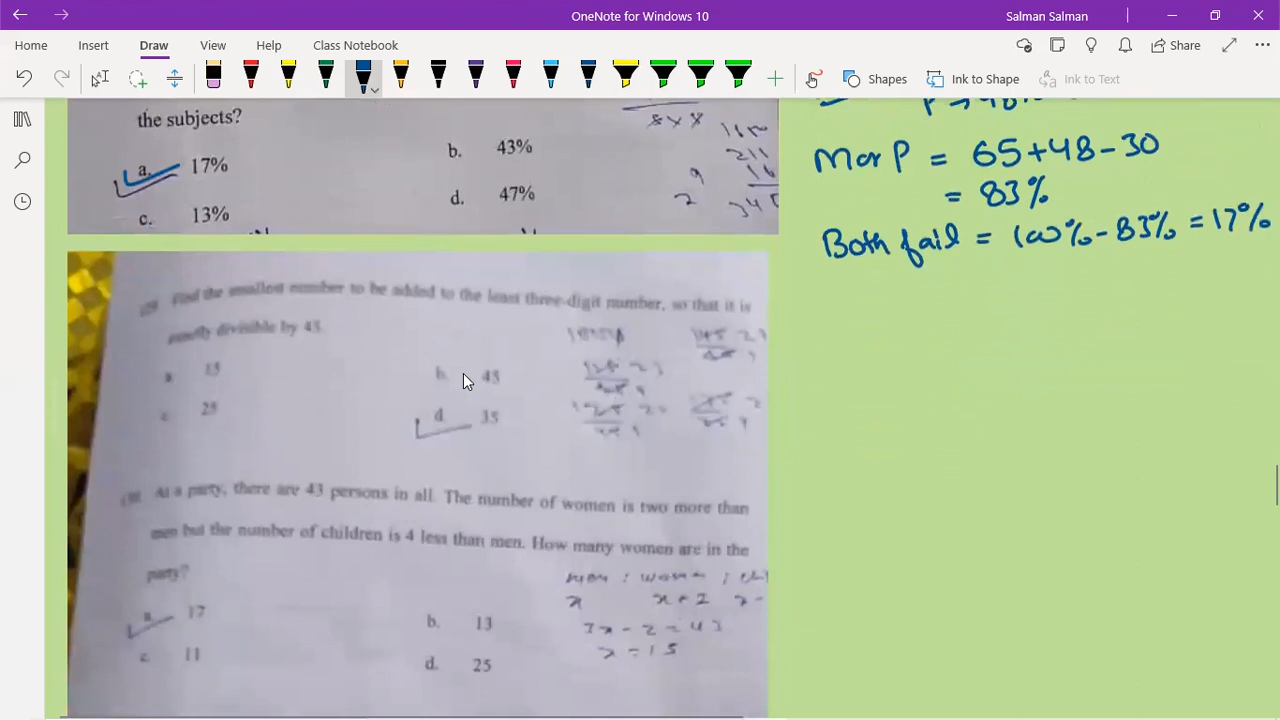 OneNote for Windows 10
Salman Salman
Home Insert Draw View Help Class Notebook Share
Shapes Ink to Shape Ink to Text
the subjects?
a. 17% b. 43%
c. 13% d. 47%
M or P = 65+48-30
= 83%
Both fail = 100% - 83% = 17%
Find the smallest number to be added to the least three-digit number, so that it is
exactly divisible by 45.
a. 15 b. 45
c. 25 d 35
At a party, there are 43 persons in all. The number of women is two more than
men but the number of children is 4 less than men. How many women are in the
party?
men : women :
x x+2 x-
3x-2=43
x=15
a. 17 b. 13
c. 11 d. 25